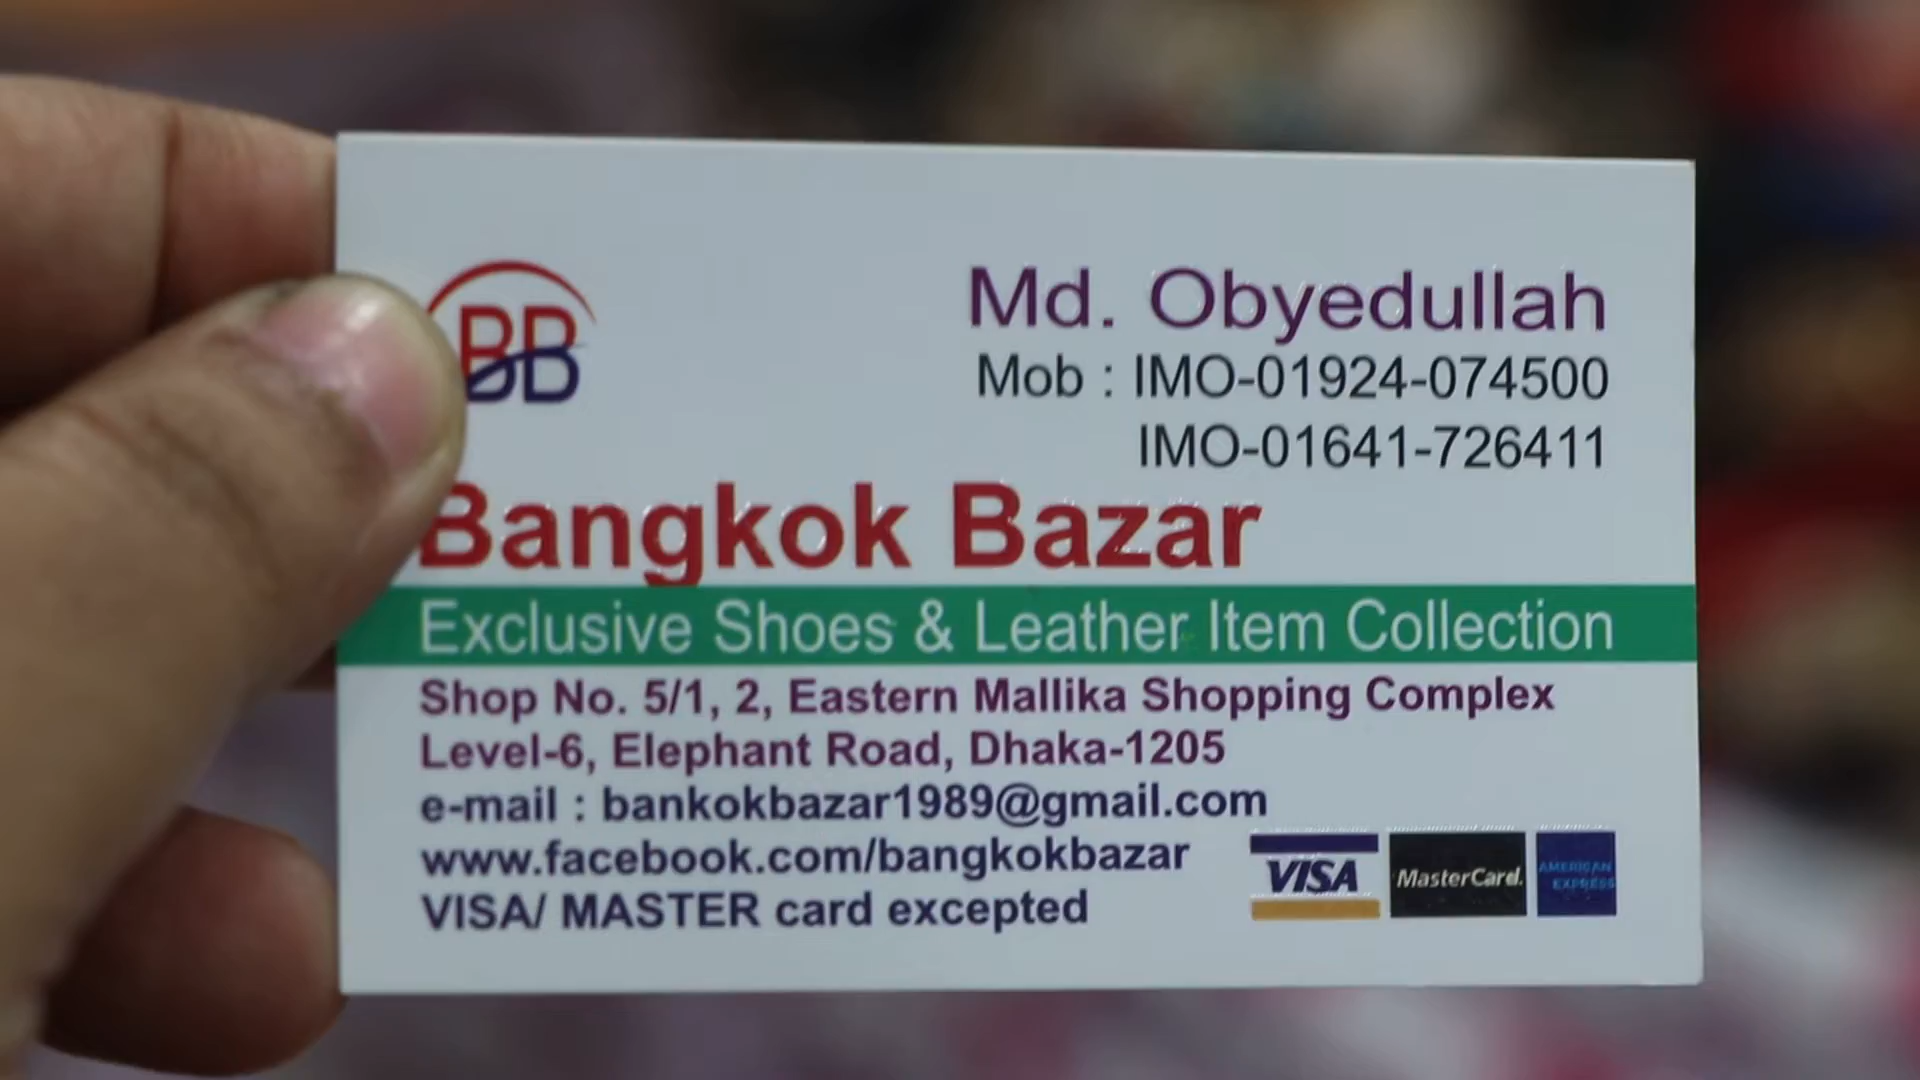 BB
Md. Obyedullah
Mob : IMO-01924-074500
IMO-01641-726411
Bangkok Bazar
Exclusive Shoes & Leather Item Collection
Shop No. 5/1, 2, Eastern Mallika Shopping Complex
Level-6, Elephant Road, Dhaka-1205
e-mail : bankokbazar1989@gmail.com
www.facebook.com/bangkokbazar
VISA/ MASTER card excepted
VISA
MasterCard.
AMERICAN
EXPRESS